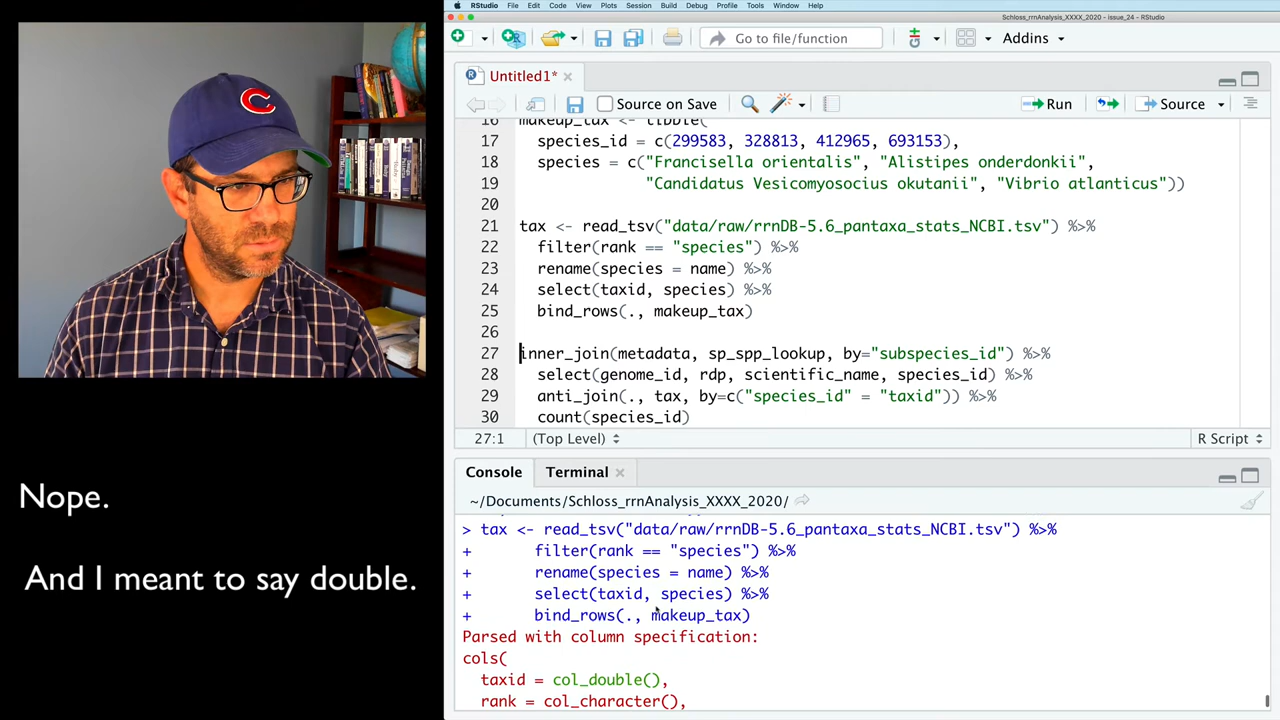 RStudio File Edit Code View Plots Session Build Debug Profile Tools Window Help
Schloss_rrnAnalysis_XXXX_2020 - issue_24 - RStudio
Go to file/function Addins
Untitled1*
Source on Save Run Source
16 makeup_tax <- tibble(
17 species_id = c(299583, 328813, 412965, 693153),
18 species = c("Francisella orientalis", "Alistipes onderdonkii",
19 "Candidatus Vesicomyosocius okutanii", "Vibrio atlanticus"))
20
21 tax <- read_tsv("data/raw/rrnDB-5.6_pantaxa_stats_NCBI.tsv") %>%
22 filter(rank == "species") %>%
23 rename(species = name) %>%
24 select(taxid, species) %>%
25 bind_rows(., makeup_tax)
26
27 inner_join(metadata, sp_spp_lookup, by="subspecies_id") %>%
28 select(genome_id, rdp, scientific_name, species_id) %>%
29 anti_join(., tax, by=c("species_id" = "taxid")) %>%
30 count(species_id)
27:1 (Top Level) R Script
Console Terminal
~/Documents/Schloss_rrnAnalysis_XXXX_2020/
> tax <- read_tsv("data/raw/rrnDB-5.6_pantaxa_stats_NCBI.tsv") %>%
+ filter(rank == "species") %>%
+ rename(species = name) %>%
+ select(taxid, species) %>%
+ bind_rows(., makeup_tax)
Parsed with column specification:
cols(
taxid = col_double(),
rank = col_character(),
Nope.
And I meant to say double.
C